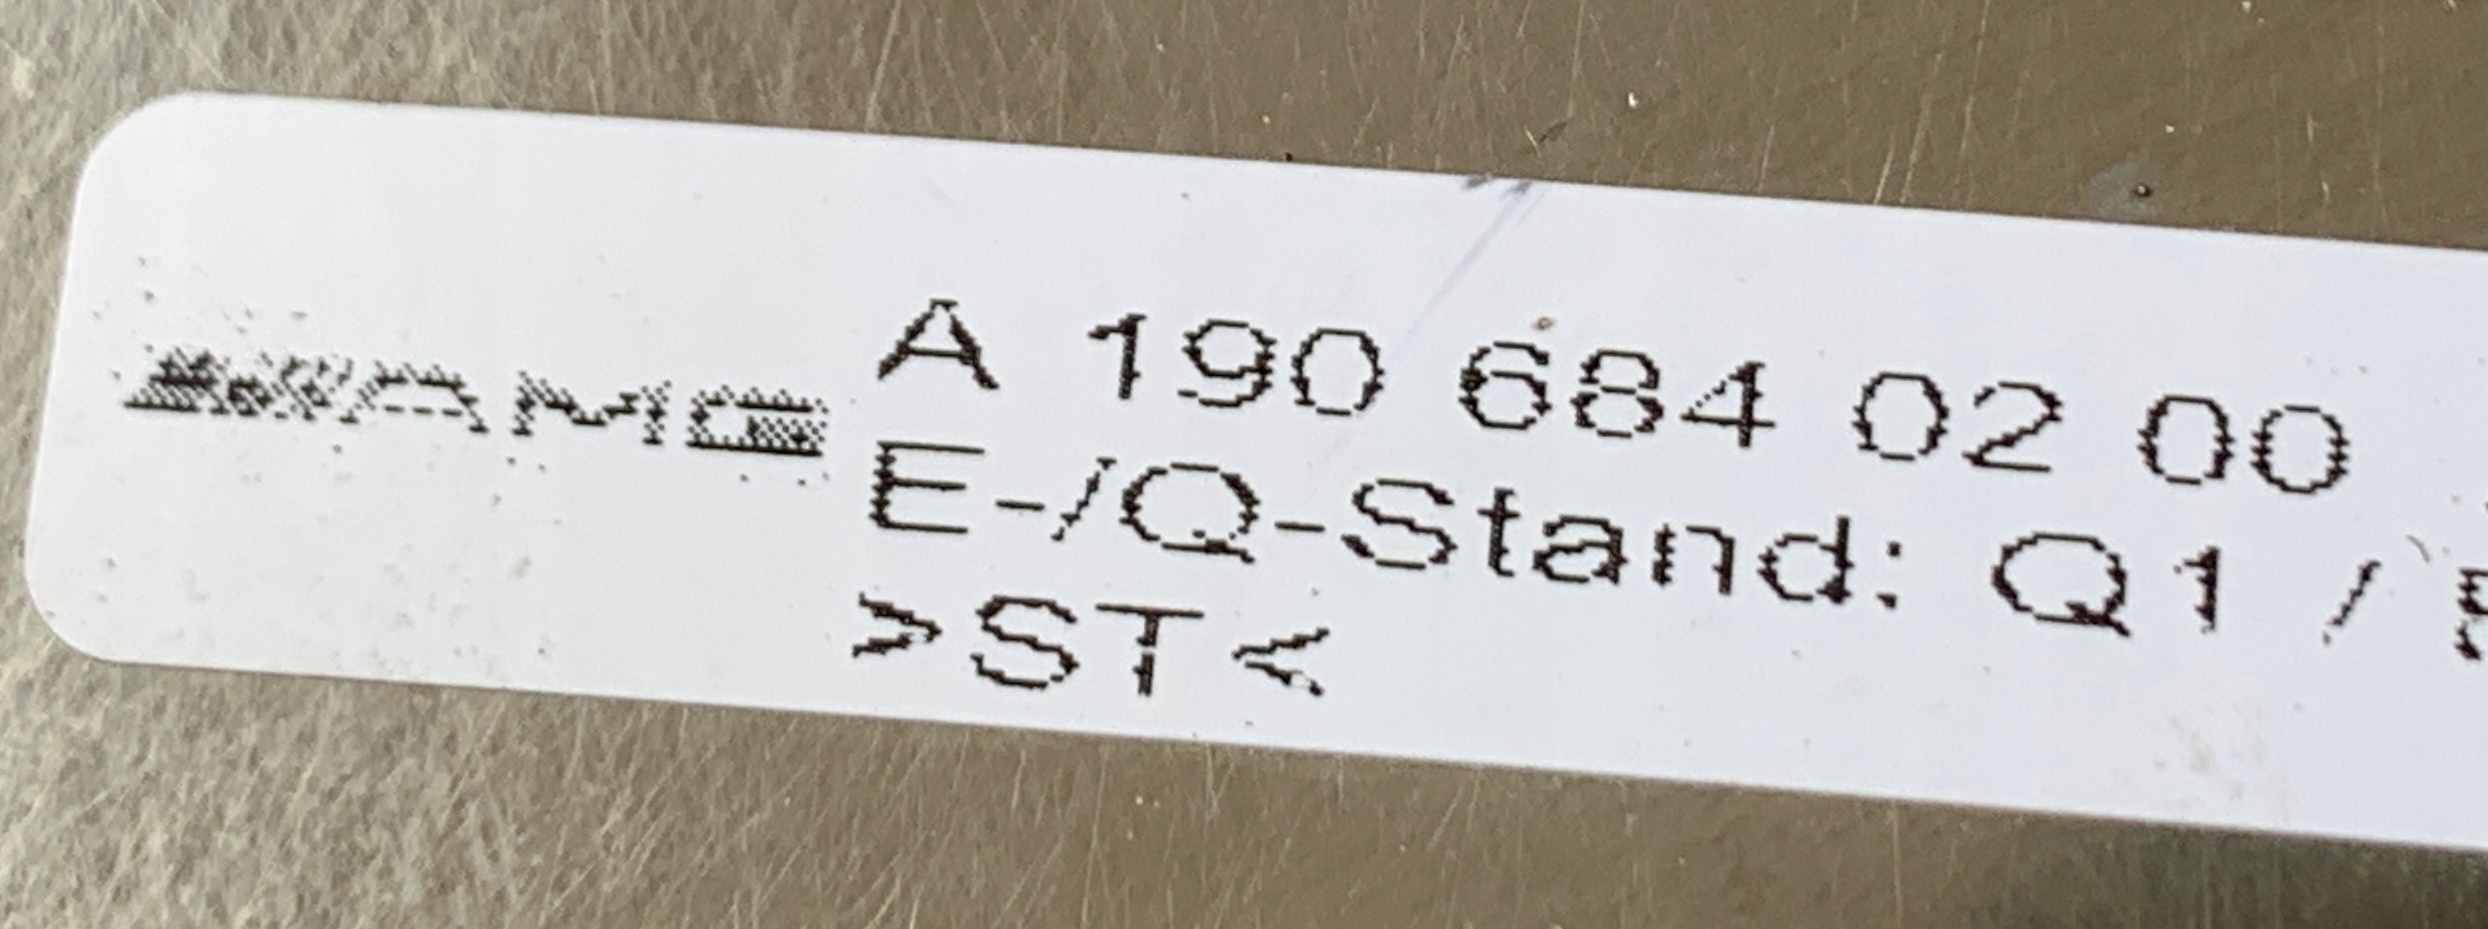 AMG
A 190 684 02 00
E-/Q-Stand: Q1 /
>ST<